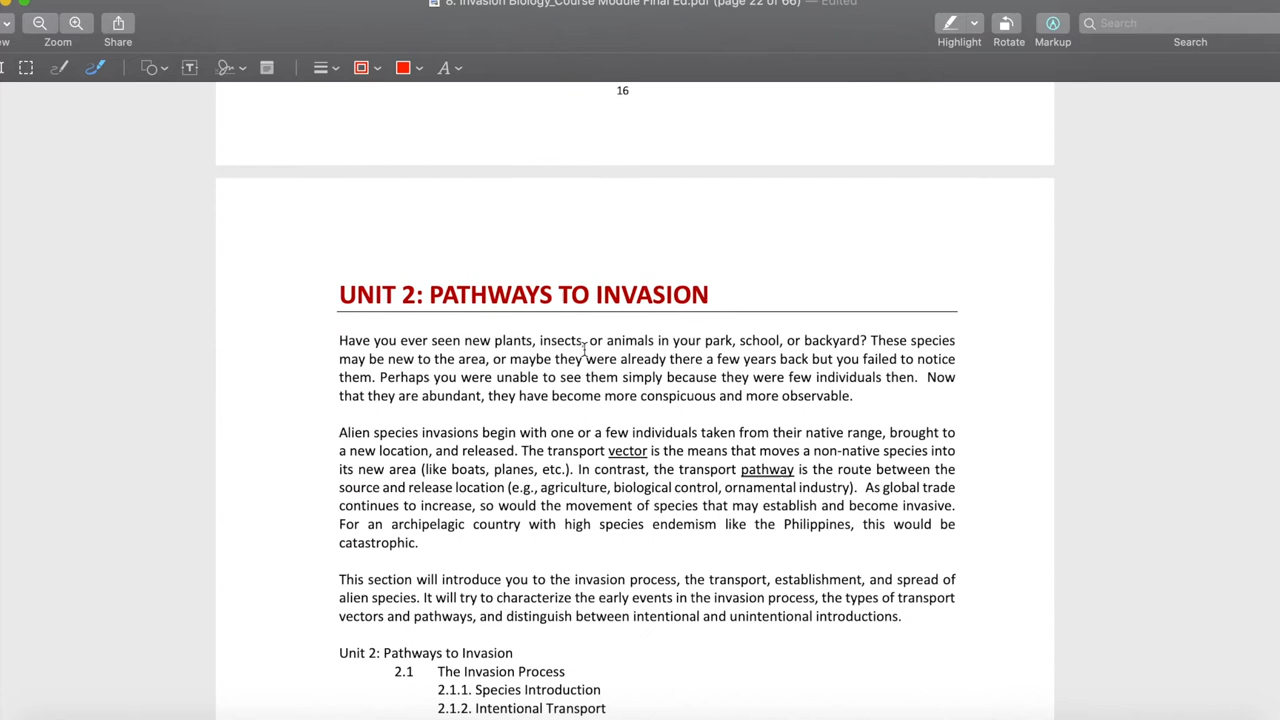 8. Invasion Biology_Course Module Final Ed.pdf (page 22 of 66) — Edited
Zoom
Share
Highlight
Rotate
Markup
Search
Search
A
16
UNIT 2: PATHWAYS TO INVASION
Have you ever seen new plants, insects, or animals in your park, school, or backyard? These species
may be new to the area, or maybe they were already there a few years back but you failed to notice
them. Perhaps you were unable to see them simply because they were few individuals then. Now
that they are abundant, they have become more conspicuous and more observable.
Alien species invasions begin with one or a few individuals taken from their native range, brought to
a new location, and released. The transport vector is the means that moves a non-native species into
its new area (like boats, planes, etc.). In contrast, the transport pathway is the route between the
source and release location (e.g., agriculture, biological control, ornamental industry). As global trade
continues to increase, so would the movement of species that may establish and become invasive.
For an archipelagic country with high species endemism like the Philippines, this would be
catastrophic.
This section will introduce you to the invasion process, the transport, establishment, and spread of
alien species. It will try to characterize the early events in the invasion process, the types of transport
vectors and pathways, and distinguish between intentional and unintentional introductions.
Unit 2: Pathways to Invasion
2.1 The Invasion Process
2.1.1. Species Introduction
2.1.2. Intentional Transport